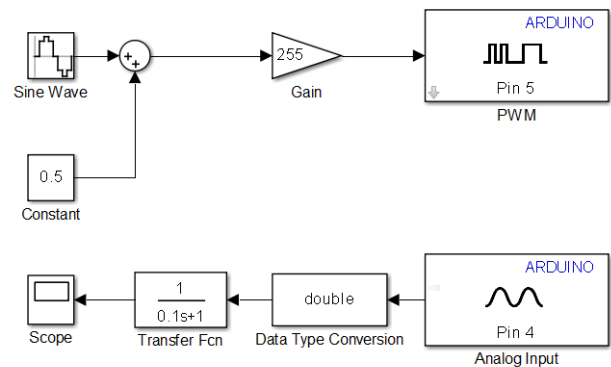 ARDUINO
Pin 5
PWM
Sine Wave
+
+
255
Gain
0.5
Constant
Scope
1
0.1s+1
Transfer Fcn
double
Data Type Conversion
ARDUINO
Pin 4
Analog Input